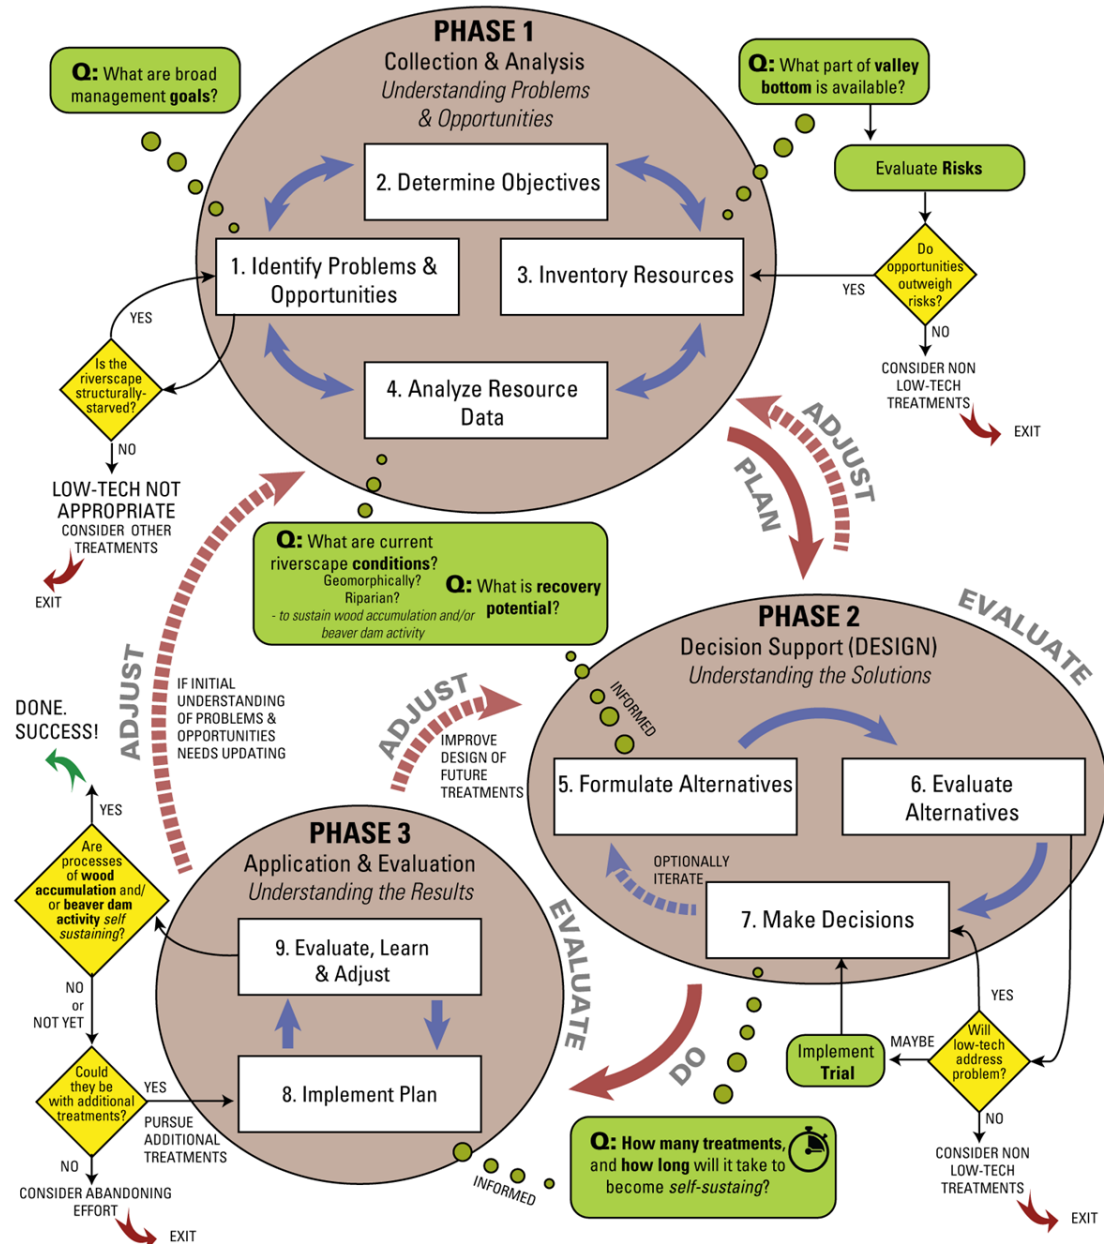 PHASE 1
Collection & Analysis
Understanding Problems
& Opportunities
Q: What are broad
management goals?
Q: What part of valley
bottom is available?
Evaluate Risks
Do
opportunities
outweigh
risks?
YES
NO
CONSIDER NON
LOW-TECH
TREATMENTS
EXIT
2. Determine Objectives
1. Identify Problems &
Opportunities
3. Inventory Resources
4. Analyze Resource
Data
YES
Is the
riverscape
structurally-
starved?
NO
LOW-TECH NOT
APPROPRIATE
CONSIDER OTHER
TREATMENTS
EXIT
ADJUST
PLAN
Q: What are current
riverscape conditions?
Geomorphically?
Riparian?
- to sustain wood accumulation and/or
beaver dam activity
Q: What is recovery
potential?
PHASE 2
Decision Support (DESIGN)
Understanding the Solutions
EVALUATE
INFORMED
5. Formulate Alternatives
6. Evaluate
Alternatives
OPTIONALLY
ITERATE
7. Make Decisions
YES
Will
low-tech
address
problem?
MAYBE
Implement
Trial
NO
CONSIDER NON
LOW-TECH
TREATMENTS
EXIT
ADJUST
IF INITIAL
UNDERSTANDING
OF PROBLEMS &
OPPORTUNITIES
NEEDS UPDATING
ADJUST
IMPROVE
DESIGN OF
FUTURE
TREATMENTS
DO
Q: How many treatments,
and how long will it take to
become self-sustaing?
INFORMED
PHASE 3
Application & Evaluation
Understanding the Results
EVALUATE
9. Evaluate, Learn
& Adjust
8. Implement Plan
DONE.
SUCCESS!
YES
Are
processes
of wood
accumulation and/
or beaver dam
activity self
sustaining?
NO
or
NOT YET
Could
they be
with additional
treatments?
YES
PURSUE
ADDITIONAL
TREATMENTS
NO
CONSIDER ABANDONING
EFFORT
EXIT